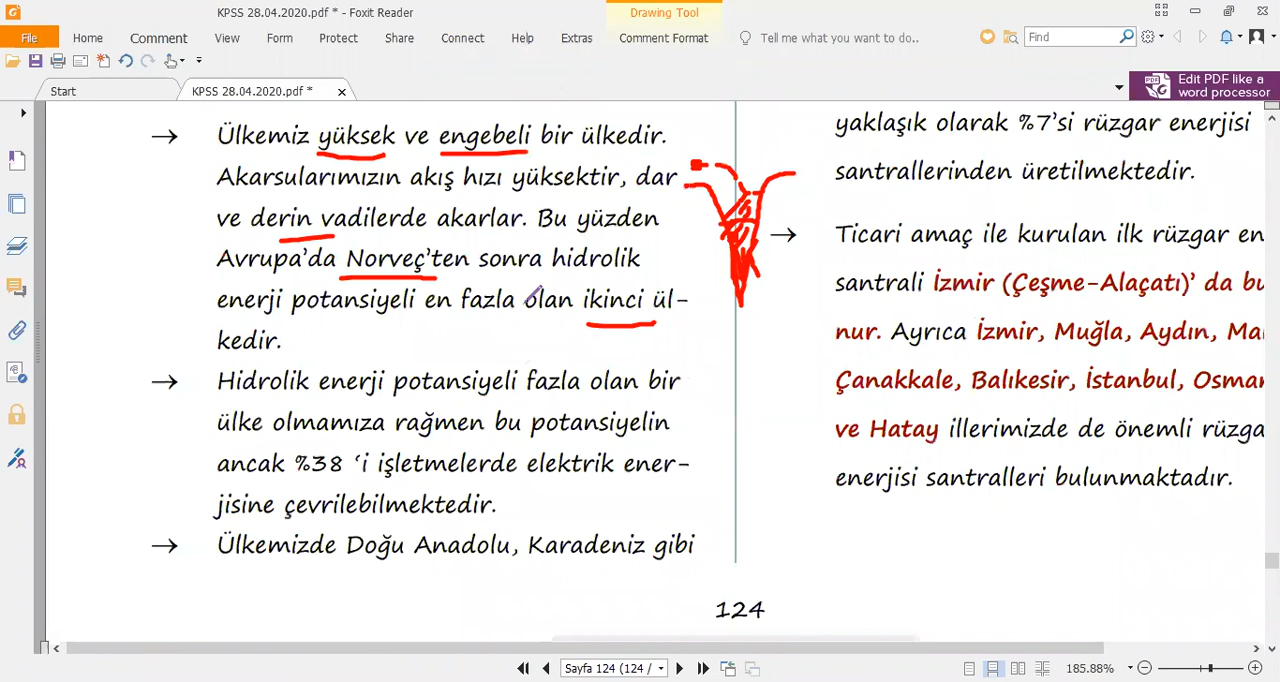 KPSS 28.04.2020.pdf * - Foxit Reader
Drawing Tool
File
Home
Comment
View
Form
Protect
Share
Connect
Help
Extras
Comment Format
Tell me what you want to do..
Find
Start
KPSS 28.04.2020.pdf *
Edit PDF like a
word processor
→ Ülkemiz yüksek ve engebeli bir ülkedir.
Akarsularımızın akış hızı yüksektir, dar
ve derin vadilerde akarlar. Bu yüzden
Avrupa'da Norveç'ten sonra hidrolik
enerji potansiyeli en fazla olan ikinci ül-
kedir.
→ Hidrolik enerji potansiyeli fazla olan bir
ülke olmamıza rağmen bu potansiyelin
ancak %38 'i işletmelerde elektrik ener-
jisine çevrilebilmektedir.
→ Ülkemizde Doğu Anadolu, Karadeniz gibi
yaklaşık olarak %7'si rüzgar enerjisi
santrallerinden üretilmektedir.
→ Ticari amaç ile kurulan ilk rüzgar en
santrali İzmir (Çeşme-Alaçatı)' da bu
nur. Ayrıca İzmir, Muğla, Aydın, Ma
Çanakkale, Balıkesir, İstanbul, Osman
ve Hatay illerimizde de önemli rüzga
enerjisi santralleri bulunmaktadır.
124
Sayfa 124 (124 /
185.88%